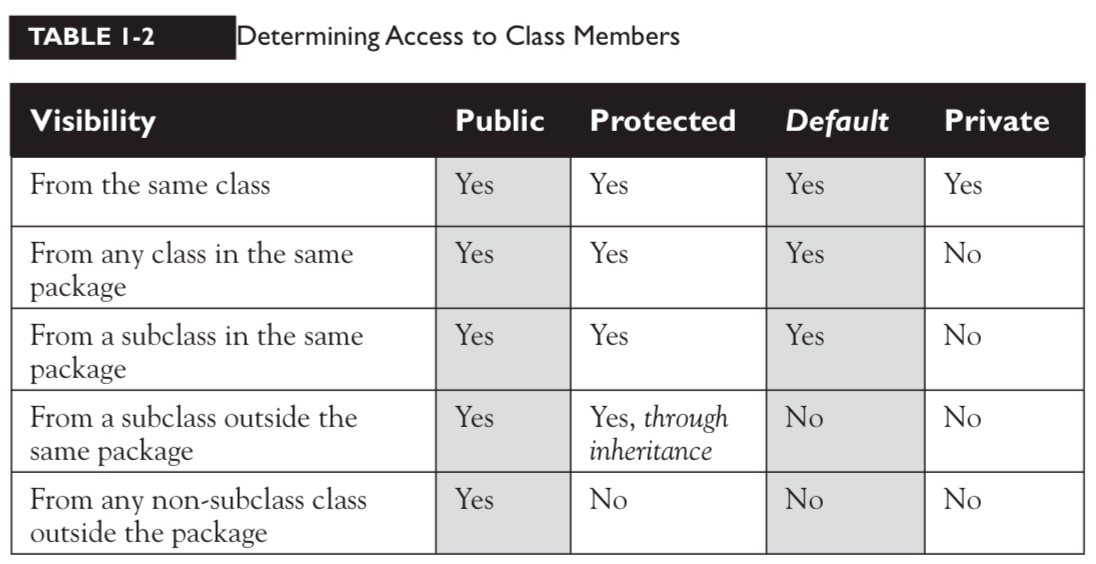 TABLE 1-2 Determining Access to Class Members
Visibility Public Protected Default Private
From the same class Yes Yes Yes Yes
From any class in the same Yes Yes Yes No
package
From a subclass in the same Yes Yes Yes No
package
From a subclass outside the Yes Yes, through No No
same package inheritance
From any non-subclass class Yes No No No
outside the package